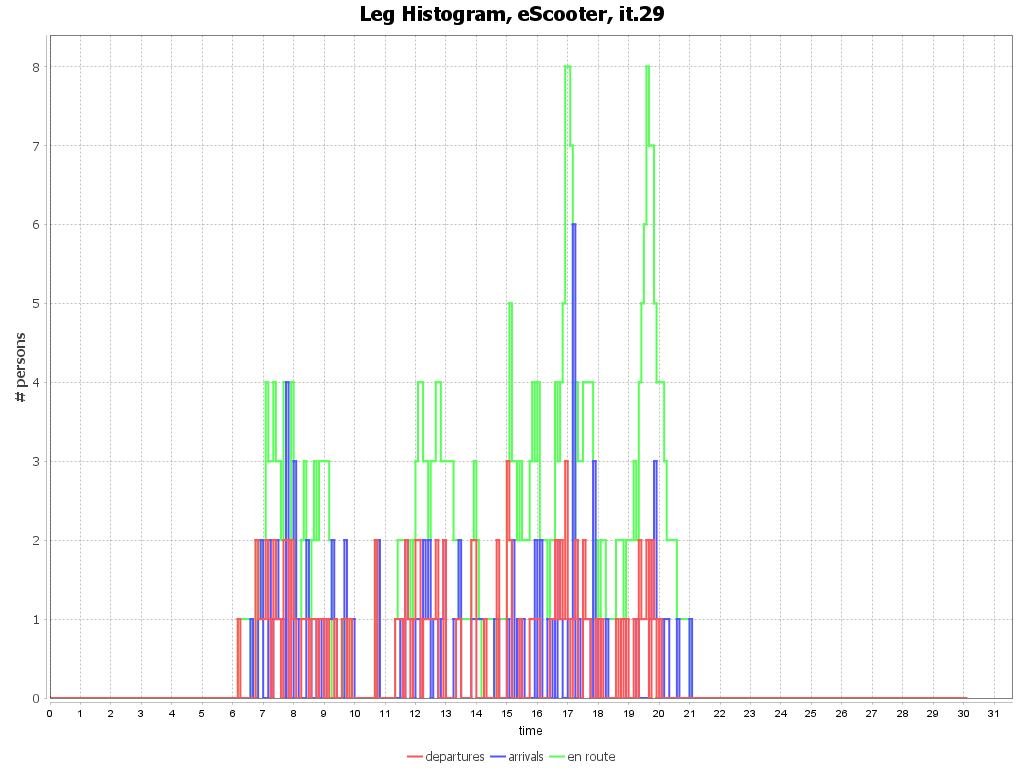 Leg Histogram, eScooter, it.29
# persons
8
7
6
5
4
3
2
1
0
0 1 2 3 4 5 6 7 8 9 10 11 12 13 14 15 16 17 18 19 20 21 22 23 24 25 26 27 28 29 30 31
time
departures arrivals en route